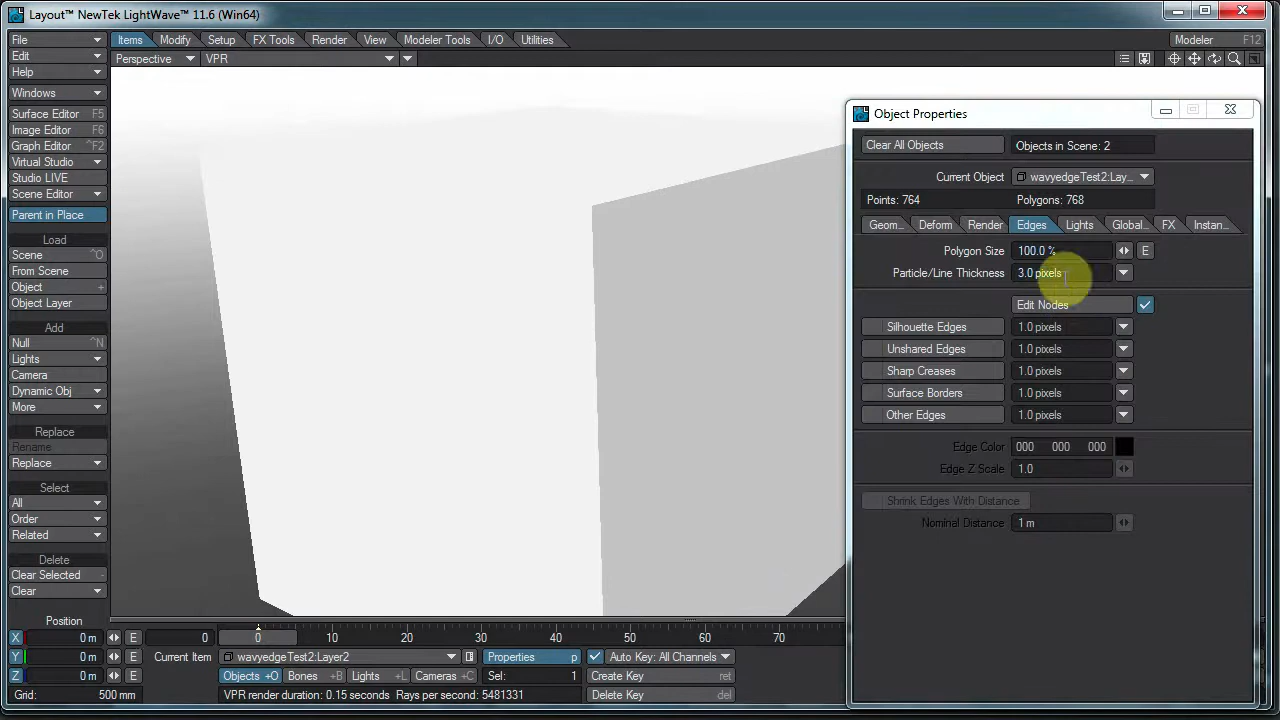 Layout™ NewTek LightWave™ 11.6 (Win64)
File
Items
Modify
Setup
FX Tools
Render
View
Modeler Tools
I/O
Utilities
Modeler F12
Edit
Perspective
VPR
Help
Windows
Surface Editor F5
Image Editor F6
Graph Editor ^F2
Virtual Studio
Studio LIVE
Scene Editor
Parent in Place
Load
Scene ^O
From Scene
Object +
Object Layer
Add
Null ^N
Lights
Camera
Dynamic Obj
More
Replace
Rename
Replace
Select
All
Order
Related
Delete
Clear Selected -
Clear
Object Properties
Clear All Objects
Objects in Scene: 2
Current Object
wavyedgeTest2:Lay...
Points: 764
Polygons: 768
Geom...
Deform
Render
Edges
Lights
Global...
FX
Instan...
Polygon Size 100.0 % E
Particle/Line Thickness 3.0 pixels
Edit Nodes
Silhouette Edges 1.0 pixels
Unshared Edges 1.0 pixels
Sharp Creases 1.0 pixels
Surface Borders 1.0 pixels
Other Edges 1.0 pixels
Edge Color 000 000 000
Edge Z Scale 1.0
Shrink Edges With Distance
Nominal Distance 1 m
Position
X 0 m E
0
0 10 20 30 40 50 60 70
Y 0 m E
Current Item
wavyedgeTest2:Layer2
Properties p
Auto Key: All Channels
Z 0 m E
Objects +O
Bones +B
Lights +L
Cameras +C
Sel: 1
Create Key ret
Grid: 500 mm
VPR render duration: 0.15 seconds Rays per second: 5481331
Delete Key del